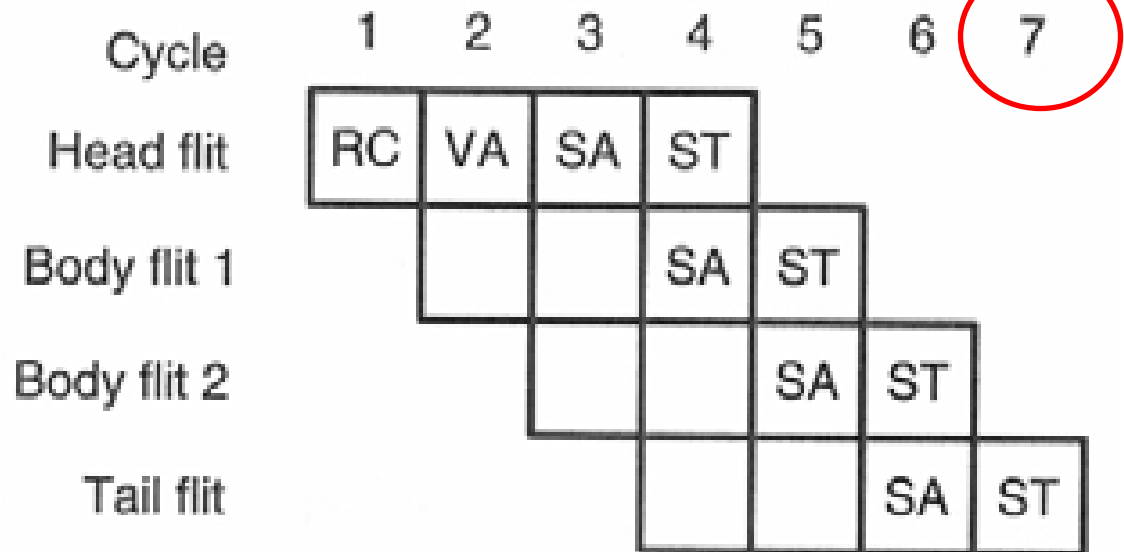 Cycle 1 2 3 4 5 6 7
Head flit RC VA SA ST
Body flit 1 SA ST
Body flit 2 SA ST
Tail flit SA ST